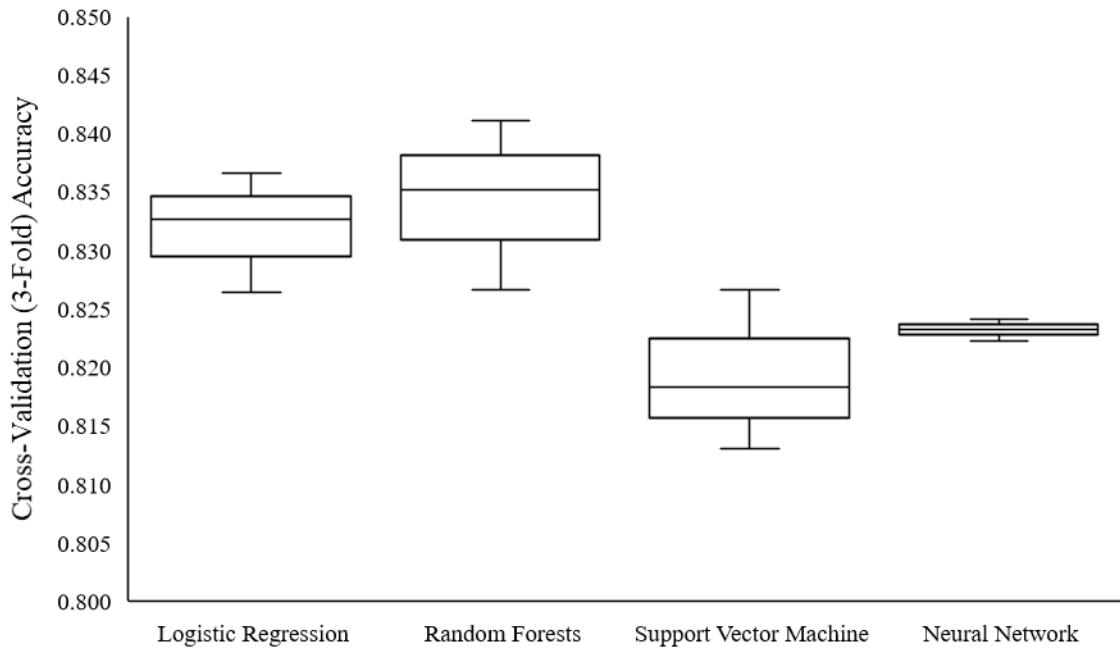 Cross-Validation (3-Fold) Accuracy
0.850
0.845
0.840
0.835
0.830
0.825
0.820
0.815
0.810
0.805
0.800
Logistic Regression
Random Forests
Support Vector Machine
Neural Network